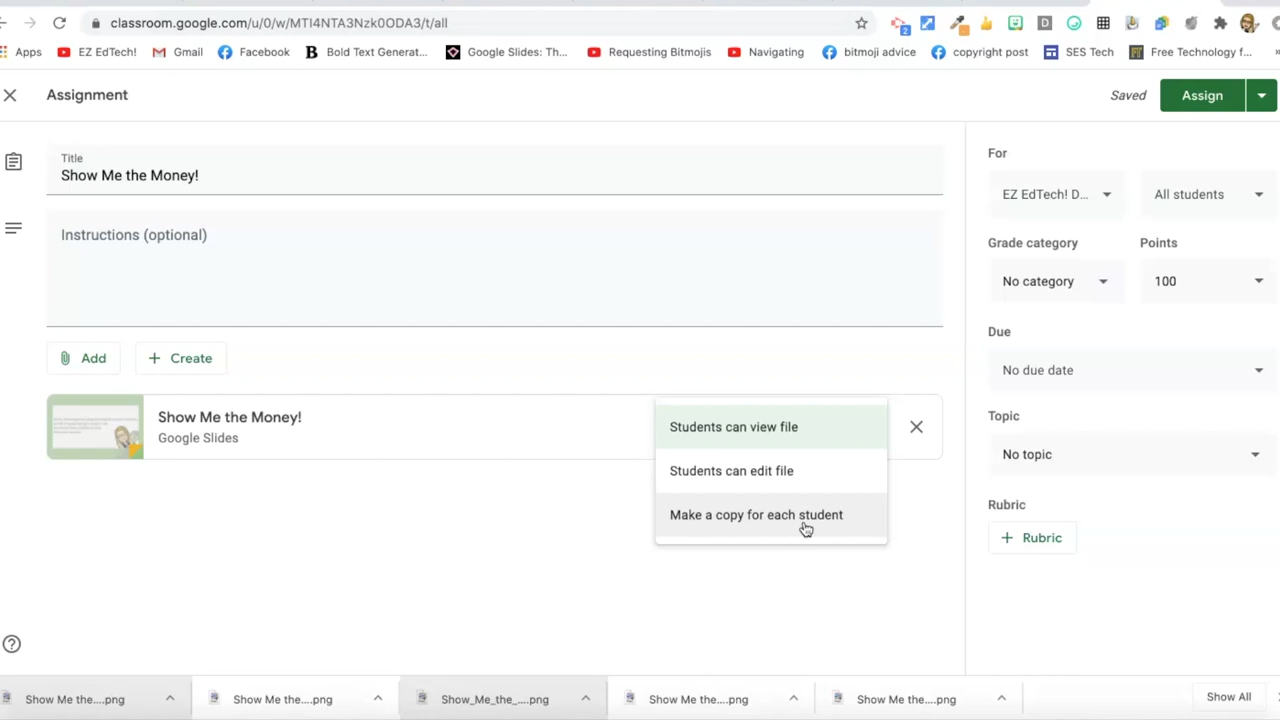 classroom.google.com/u/0/w/MTI4NTA3Nzk0ODA3/t/all
2
Apps EZ EdTech! Gmail Facebook B Bold Text Generat... Google Slides: Th... Requesting Bitmojis Navigating bitmoji advice copyright post SES Tech Free Technology f... »
Assignment Saved Assign
Title
Show Me the Money!
Instructions (optional)
Add Create
Show Me the Money!
Google Slides
Students can view file
Students can edit file
Make a copy for each student
For
EZ EdTech! D... All students
Grade category Points
No category 100
Due
No due date
Topic
No topic
Rubric
+ Rubric
Show Me the....png Show Me the....png Show_Me_the_....png Show Me the....png Show Me the....png Show All